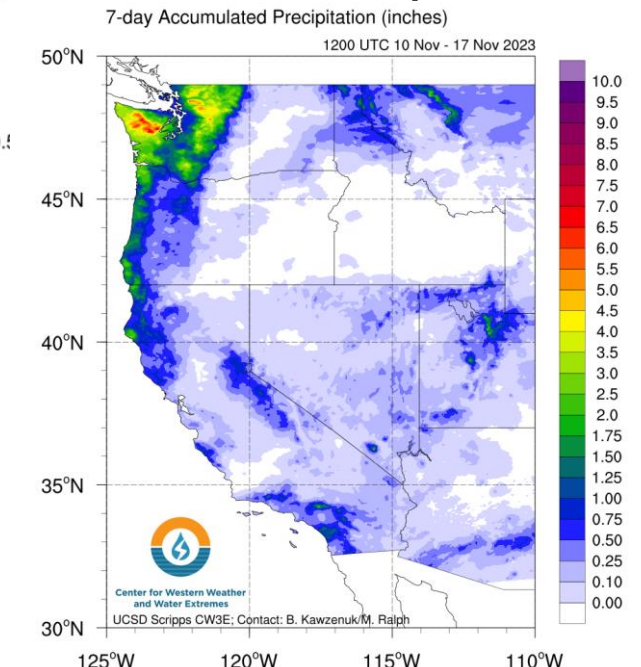 7-day Accumulated Precipitation (inches)
1200 UTC 10 Nov - 17 Nov 2023
50°N
45°N
40°N
35°N
30°N
125°W
120°W
115°W
110°W
10.0
9.5
9.0
8.5
8.0
7.5
7.0
6.5
6.0
5.5
5.0
4.5
4.0
3.5
3.0
2.5
2.0
1.75
1.50
1.25
1.00
0.75
0.50
0.25
0.10
0.00
Center for Western Weather
and Water Extremes
UCSD Scripps CW3E; Contact: B. Kawzenuk/M. Ralph